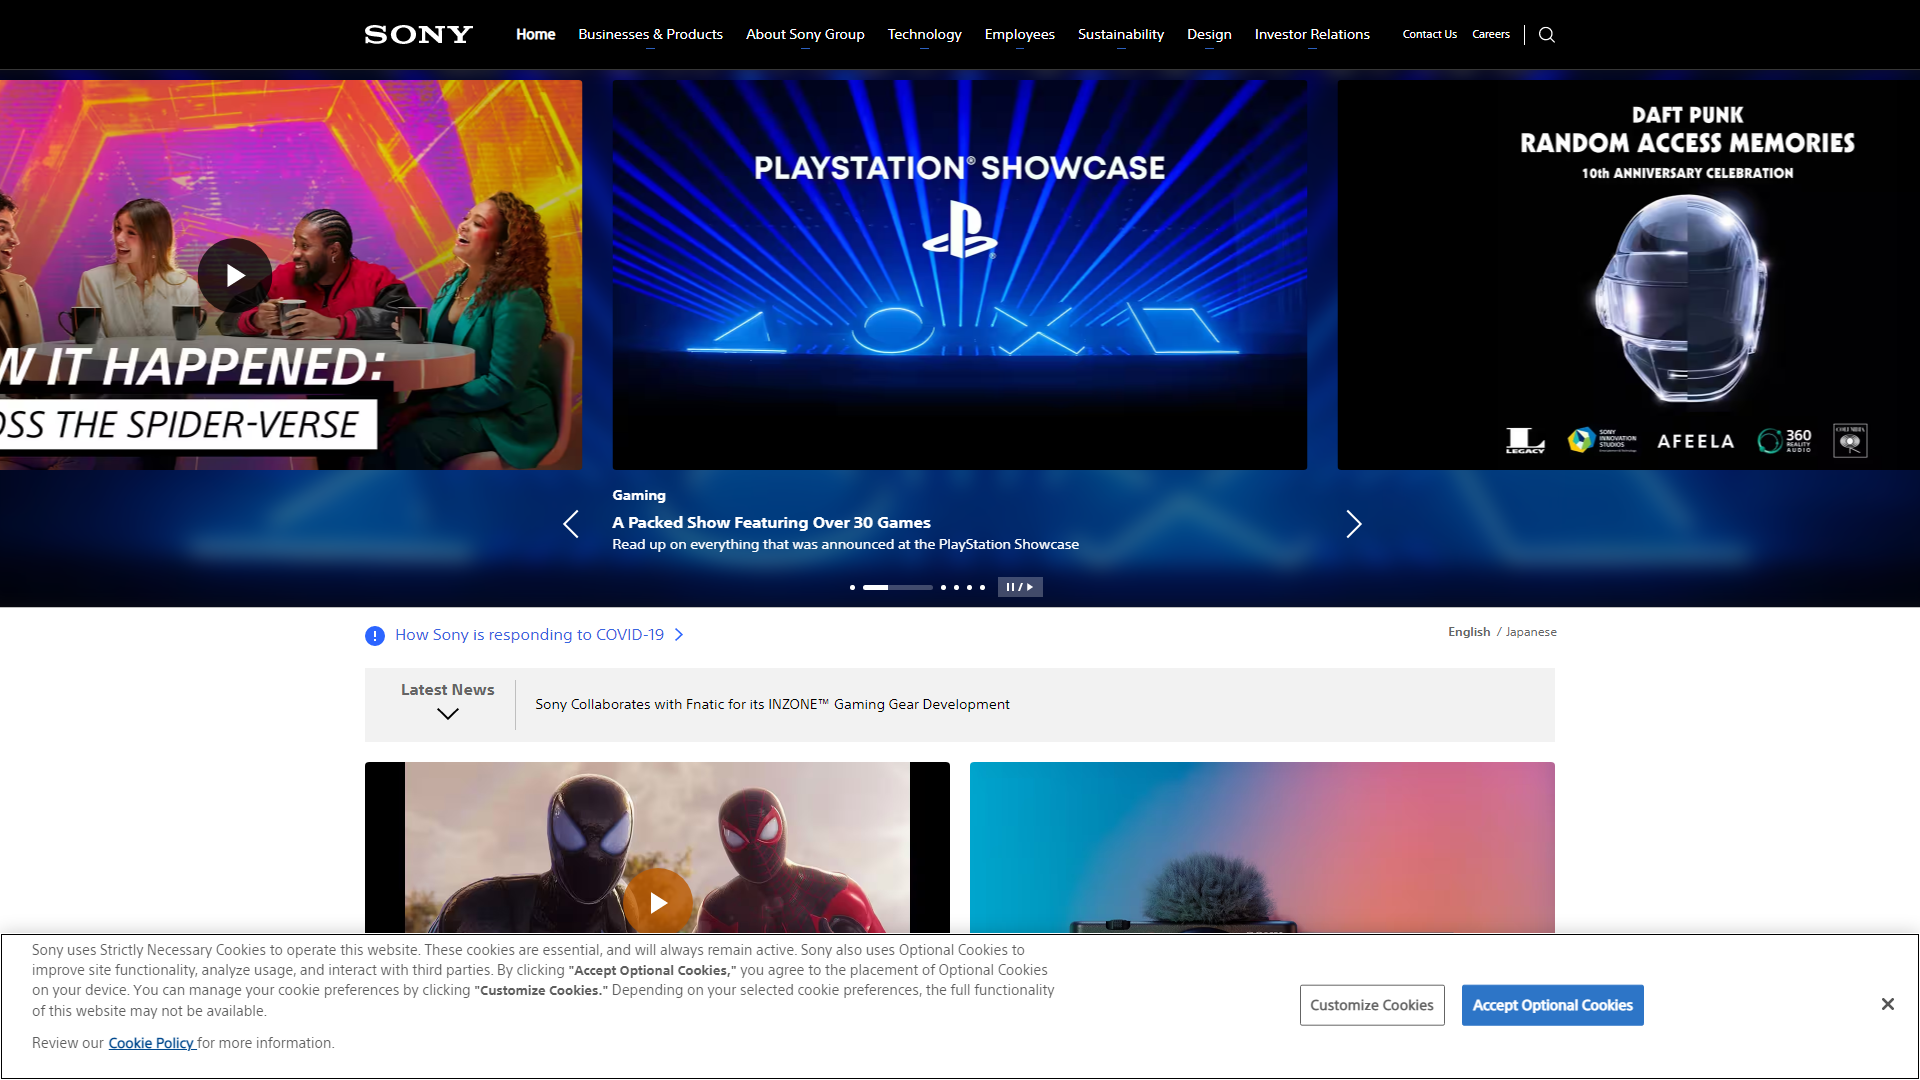 SONY
Home
Businesses & Products
About Sony Group
Technology
Employees
Sustainability
Design
Investor Relations
Contact Us
Careers
W IT HAPPENED:
OSS THE SPIDER-VERSE
PLAYSTATION® SHOWCASE
DAFT PUNK
RANDOM ACCESS MEMORIES
10th ANNIVERSARY CELEBRATION
LEGACY
SONY
INNOVATION
STUDIOS
AFEELA
360
REALITY
AUDIO
COLUMBIA
Gaming
A Packed Show Featuring Over 30 Games
Read up on everything that was announced at the PlayStation Showcase
How Sony is responding to COVID-19
English / Japanese
Latest News
Sony Collaborates with Fnatic for its INZONE™ Gaming Gear Development
Sony uses Strictly Necessary Cookies to operate this website. These cookies are essential, and will always remain active. Sony also uses Optional Cookies to
improve site functionality, analyze usage, and interact with third parties. By clicking "Accept Optional Cookies," you agree to the placement of Optional Cookies
on your device. You can manage your cookie preferences by clicking "Customize Cookies." Depending on your selected cookie preferences, the full functionality
of this website may not be available.
Review our Cookie Policy for more information.
Customize Cookies
Accept Optional Cookies